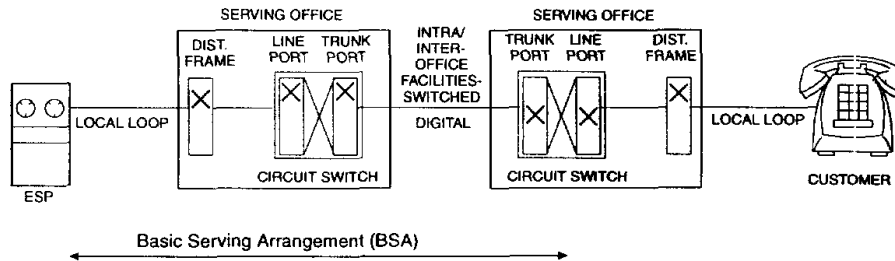 SERVING OFFICE
DIST.
FRAME
LINE
PORT
TRUNK
PORT
CIRCUIT SWITCH
ESP
LOCAL LOOP
INTRA/
INTER-
OFFICE
FACILITIES-
SWITCHED
DIGITAL
SERVING OFFICE
TRUNK
PORT
LINE
PORT
DIST.
FRAME
CIRCUIT SWITCH
LOCAL LOOP
CUSTOMER
Basic Serving Arrangement (BSA)